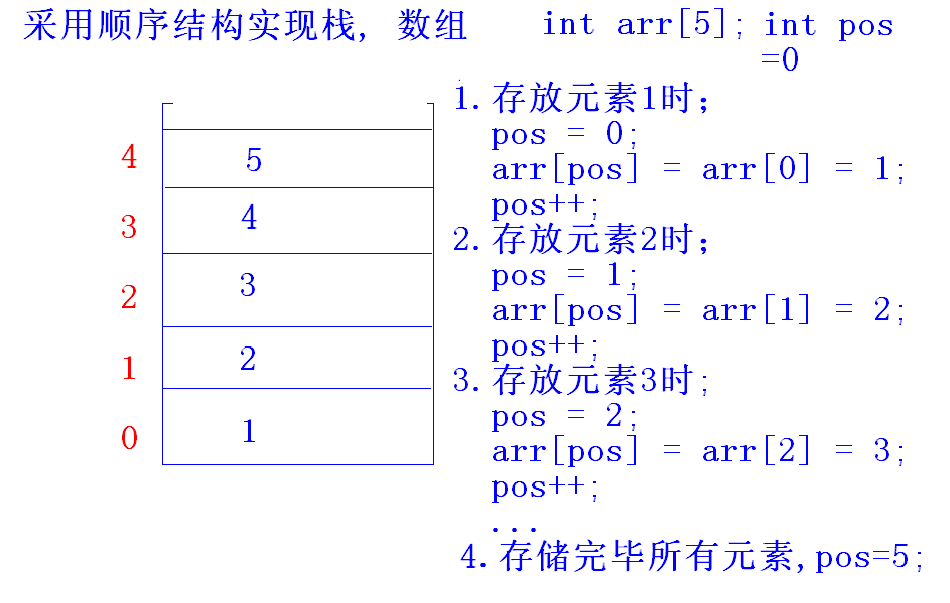 采用顺序结构实现栈, 数组
int arr[5]; int pos
=0
4
5
3
4
2
3
1
2
0
1
1.存放元素1时;
pos = 0;
arr[pos] = arr[0] = 1;
pos++;
2.存放元素2时;
pos = 1;
arr[pos] = arr[1] = 2;
pos++;
3.存放元素3时;
pos = 2;
arr[pos] = arr[2] = 3;
pos++;
...
4.存储完毕所有元素,pos=5;